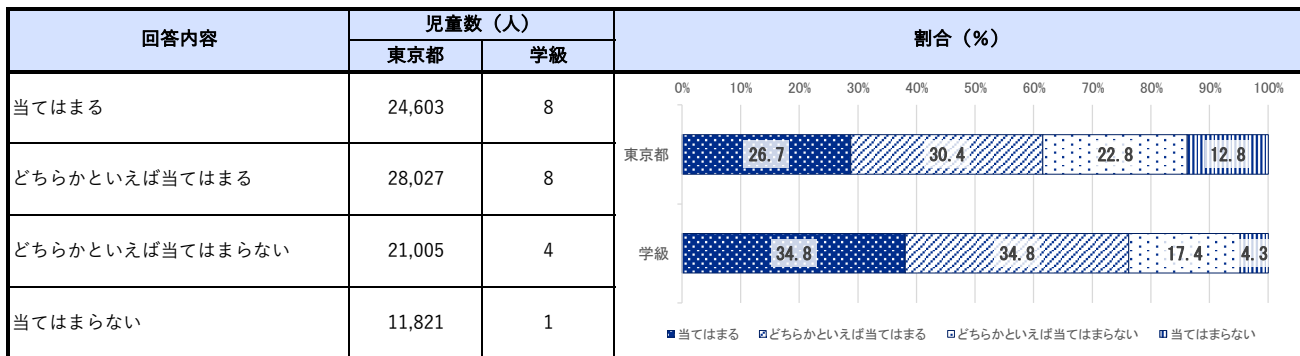 回答内容
児童数（人）
割合（％）
東京都 学級
当てはまる 24,603 8
どちらかといえば当てはまる 28,027 8
どちらかといえば当てはまらない 21,005 4
当てはまらない 11,821 1
0% 10% 20% 30% 40% 50% 60% 70% 80% 90% 100%
東京都 26.7 30.4 22.8 12.8
学級 34.8 34.8 17.4 4.3
当てはまる どちらかといえば当てはまる どちらかといえば当てはまらない 当てはまらない